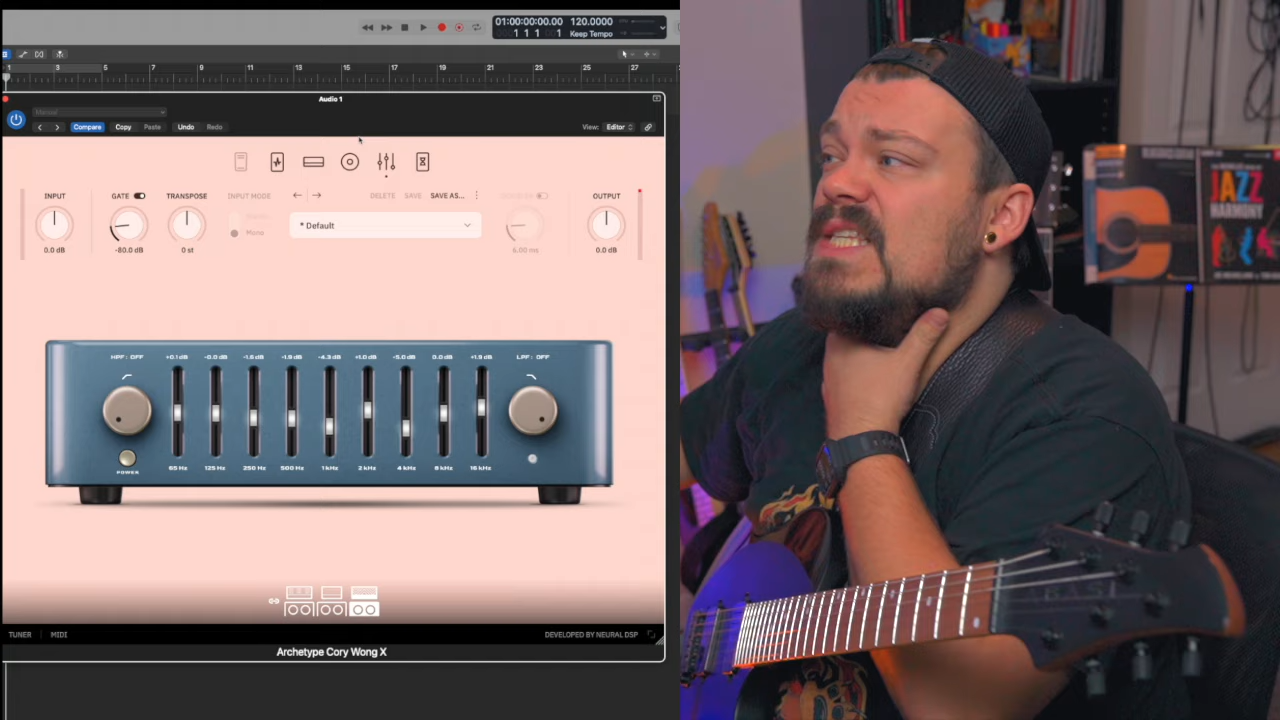 01:00:00:00.00 120.0000
1 1 1 001 Keep Tempo
1 3 5 7 9 11 13 15 17 19 21 23 25 27
Audio 1
Manual
Compare Copy Paste Undo Redo View: Editor
INPUT GATE TRANSPOSE INPUT MODE DELETE SAVE SAVE AS... OUTPUT
* Default
Mono
0.0 dB -80.0 dB 0 st 6.00 ms 0.0 dB
HPF: OFF +0.1 dB -0.0 dB -1.6 dB -1.9 dB -4.3 dB +1.0 dB -5.0 dB 0.0 dB +1.9 dB LPF: OFF
POWER 65 Hz 125 Hz 250 Hz 500 Hz 1 kHz 2 kHz 4 kHz 8 kHz 16 kHz
TUNER MIDI DEVELOPED BY NEURAL DSP
Archetype Cory Wong X
JAZZ
HARMONY